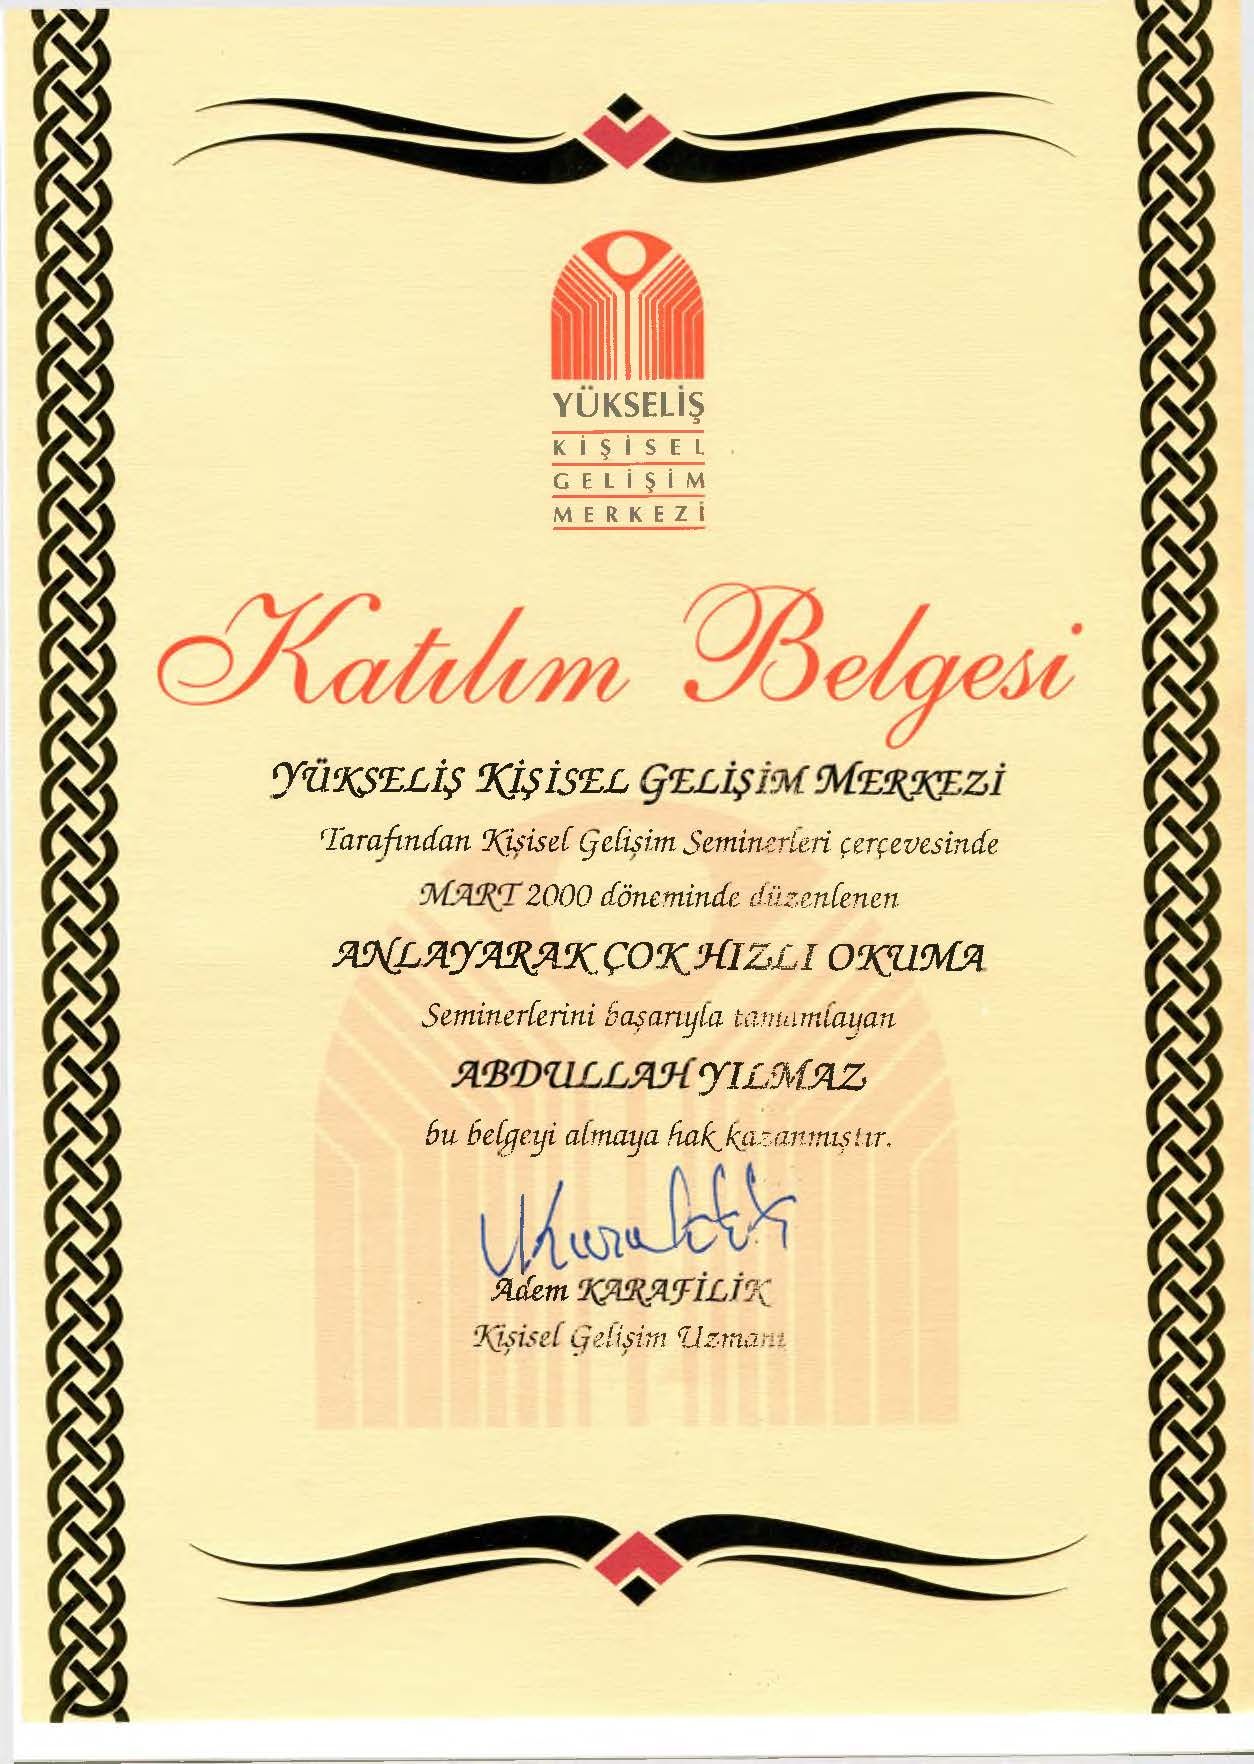 YÜKSELİŞ
KİŞİSEL
GELİŞİM
MERKEZİ
Katılım Belgesi
YÜKSELİŞ KİŞİSEL GELİŞİM MERKEZİ
Tarafından Kişisel Gelişim Seminerleri çerçevesinde
MART 2000 döneminde düzenlenen
ANLAYARAK ÇOK HIZLI OKUMA
Seminerlerini başarıyla tamamlayan
ABDULLAH YILMAZ
bu belgeyi almaya hak kazanmıştır.
Adem KARAFİLİK
Kişisel Gelişim Uzmanı